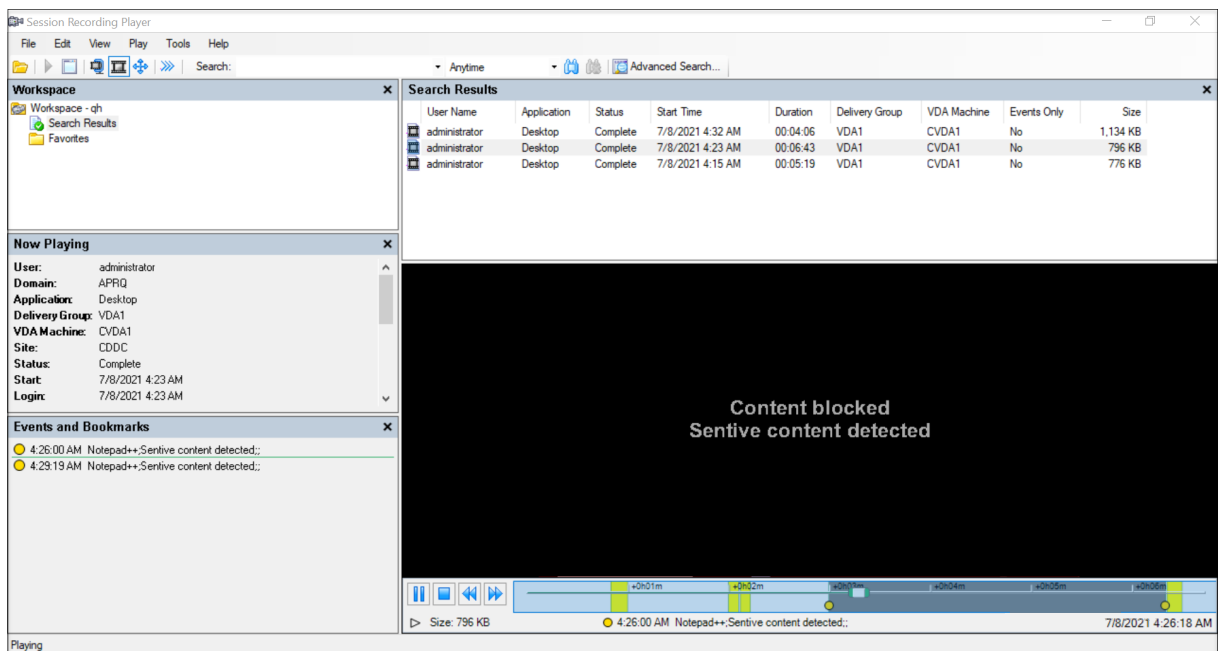 Session Recording Player
File Edit View Play Tools Help
Search: Anytime Advanced Search...
Workspace
Workspace - qh
Search Results
Favorites
Search Results
User Name Application Status Start Time Duration Delivery Group VDA Machine Events Only Size
administrator Desktop Complete 7/8/2021 4:32 AM 00:04:06 VDA1 CVDA1 No 1,134 KB
administrator Desktop Complete 7/8/2021 4:23 AM 00:06:43 VDA1 CVDA1 No 796 KB
administrator Desktop Complete 7/8/2021 4:15 AM 00:05:19 VDA1 CVDA1 No 776 KB
Now Playing
User: administrator
Domain: APRQ
Application: Desktop
Delivery Group: VDA1
VDA Machine: CVDA1
Site: CDDC
Status: Complete
Start: 7/8/2021 4:23 AM
Login: 7/8/2021 4:23 AM
Events and Bookmarks
4:26:00 AM Notepad++;Sentive content detected;;
4:29:19 AM Notepad++;Sentive content detected;;
Content blocked
Sentive content detected
+0h01m +0h02m +0h03m +0h04m +0h05m +0h06m
Size: 796 KB 4:26:00 AM Notepad++;Sentive content detected;; 7/8/2021 4:26:18 AM
Playing